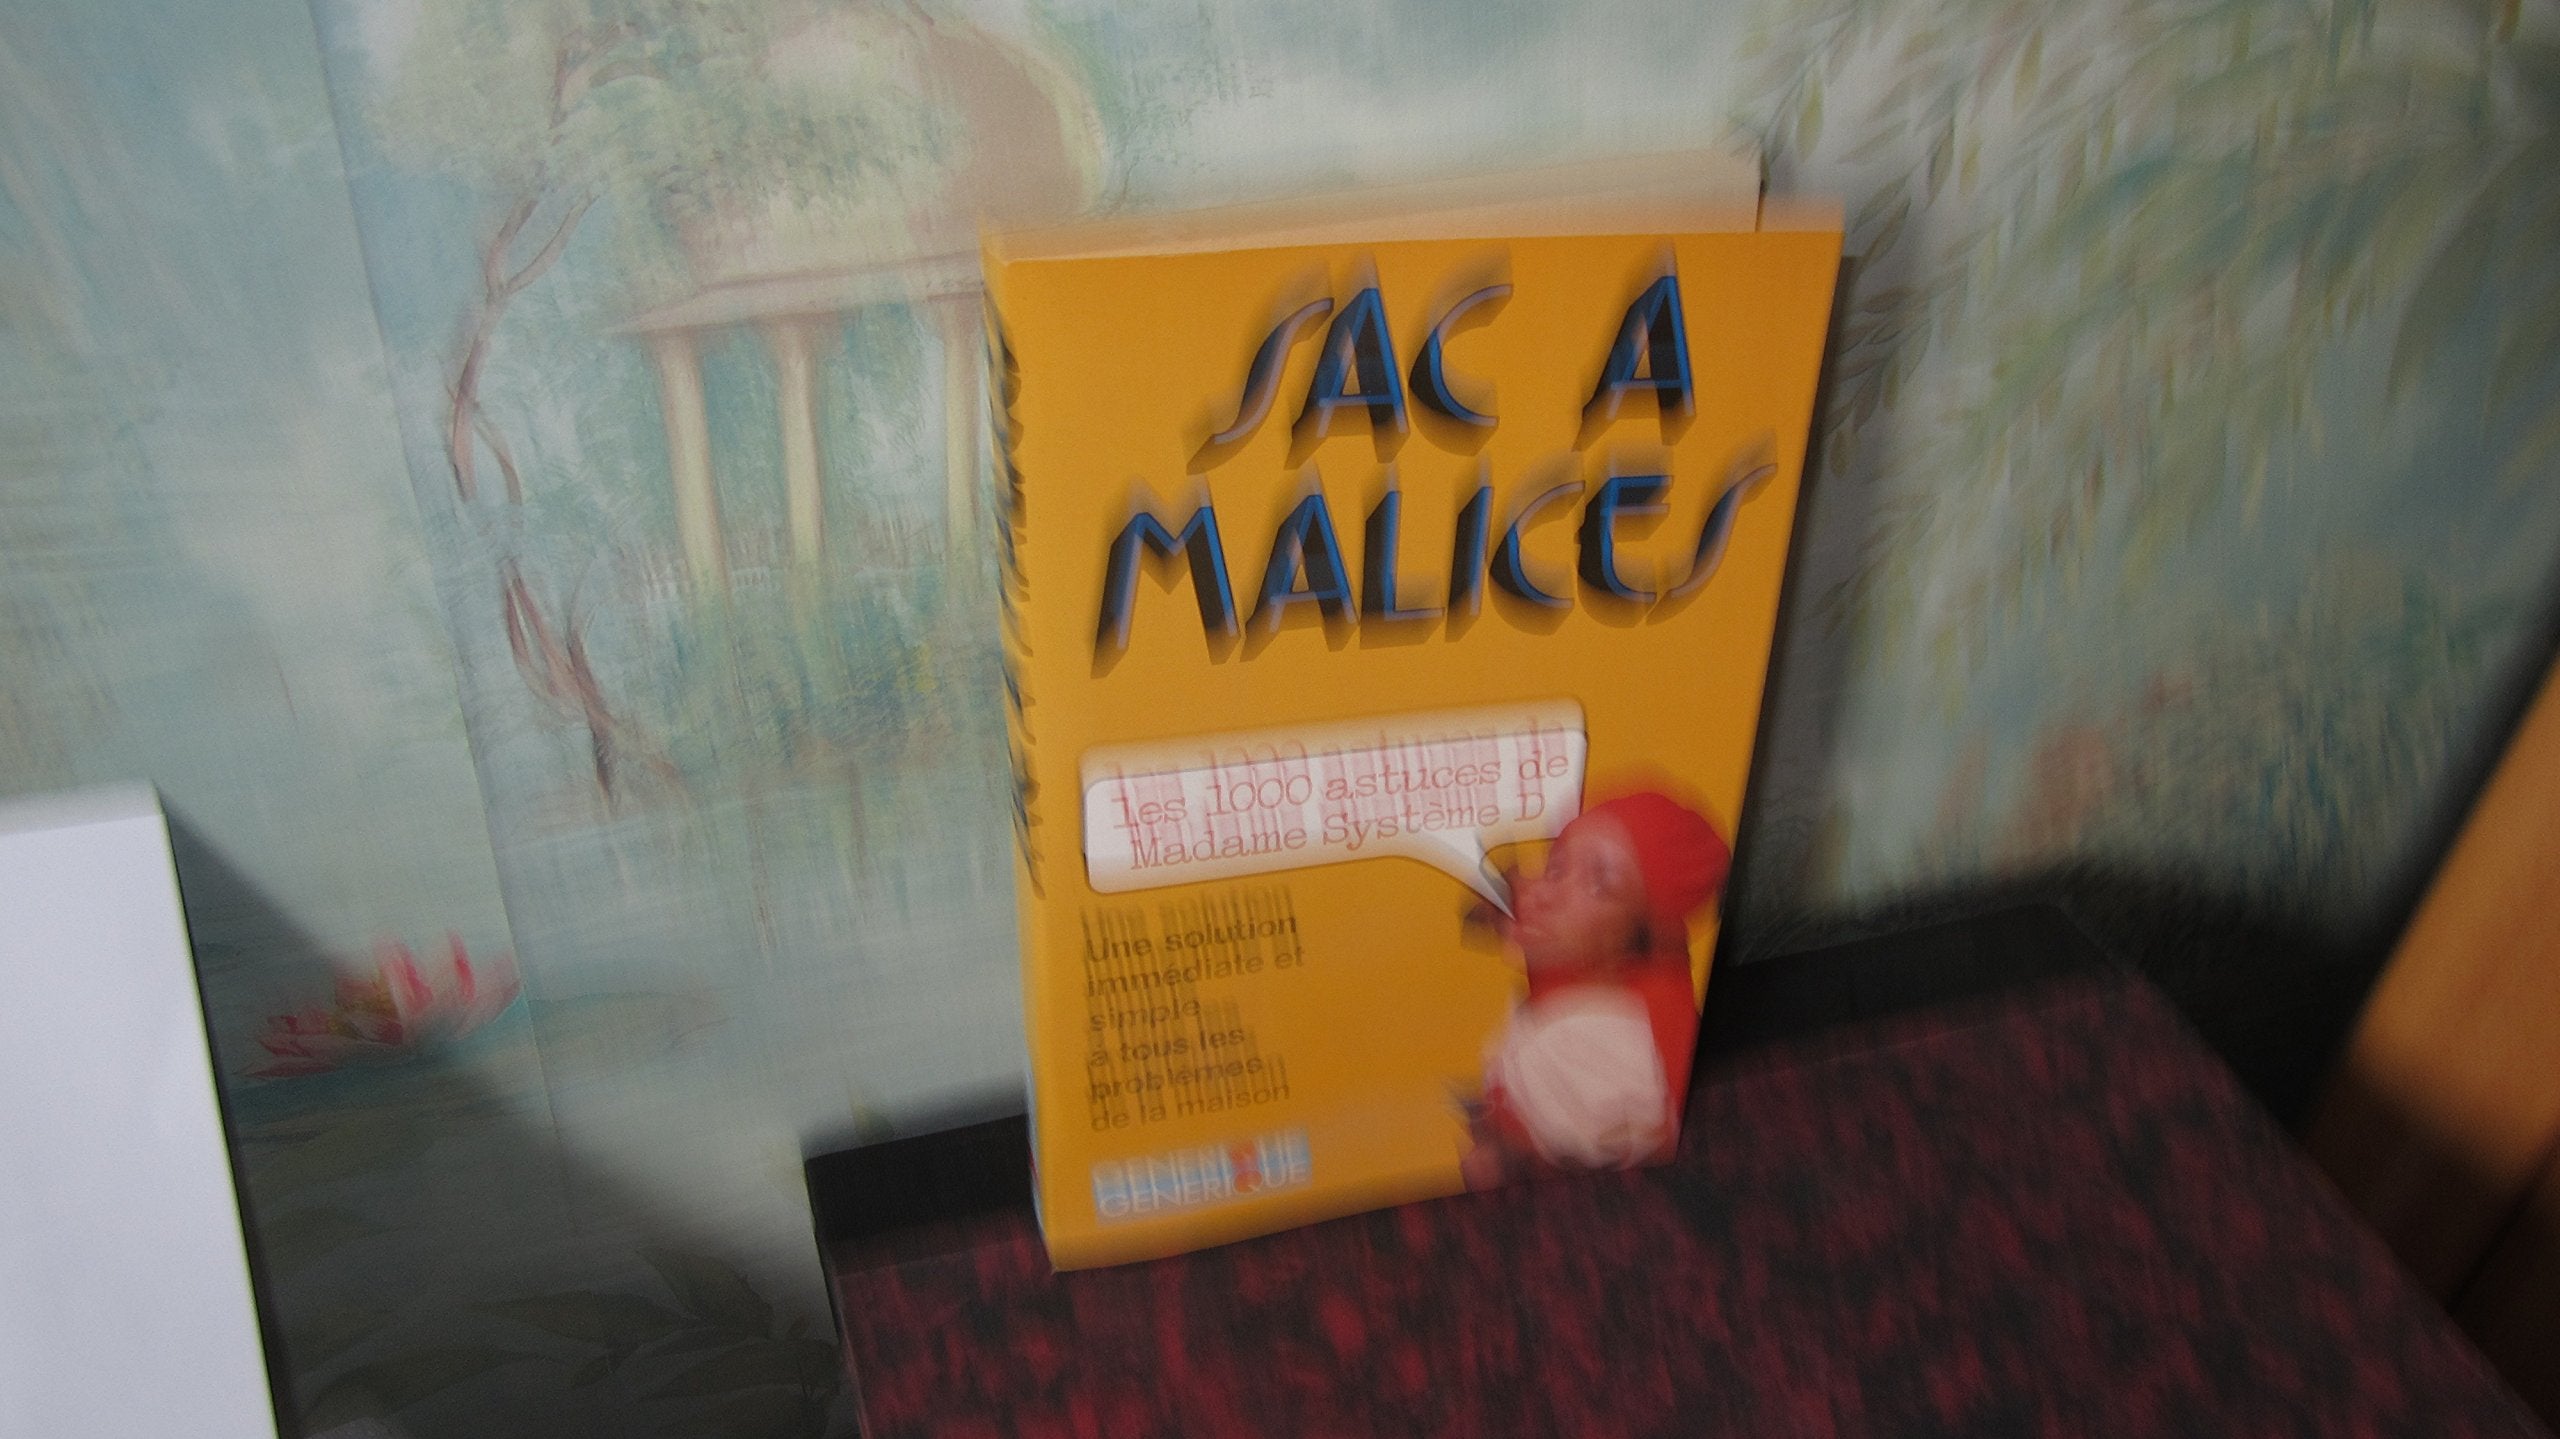 SAC A
MALICES
les 1000 astuces de
Madame Système D
Une solution
immédiate et
simple
à tous les
problèmes
de la maison
GENERIQUE